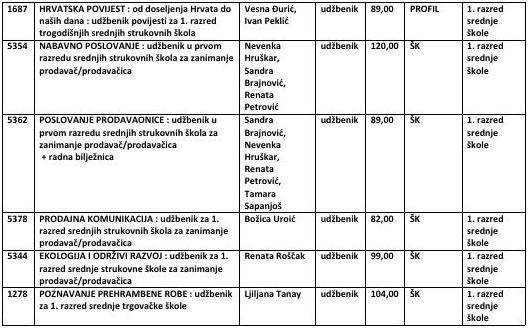 1687 HRVATSKA POVIJEST : od doseljenja Hrvata do Vesna Đurić, udžbenik 89,00 PROFIL 1. razred
naših dana : udžbenik povijesti za 1. razred Ivan Peklić srednje
trogodišnjih srednjih strukovnih škola škole
5354 NABAVNO POSLOVANJE : udžbenik u prvom Nevenka udžbenik 120,00 ŠK 1. razred
razredu srednjih strukovnih škola za zanimanje Hruškar, srednje
prodavač/prodavačica Sandra škole
Brajnović,
Renata
Petrović
5362 POSLOVANJE PRODAVAONICE : udžbenik u Sandra udžbenik 89,00 ŠK 1. razred
prvom razredu srednjih strukovnih škola za Brajnović, srednje
zanimanje prodavač/prodavačica Nevenka škole
+ radna bilježnica Hruškar,
Renata
Petrović,
Tamara
Sapanjoš
5378 PRODAJNA KOMUNIKACIJA : udžbenik za 1. Božica Uroić udžbenik 82,00 ŠK 1. razred
razred srednjih strukovnih škola za zanimanje srednje
prodavač/prodavačica škole
5344 EKOLOGIJA I ODRŽIVI RAZVOJ : udžbenik za 1. Renata Roščak udžbenik 99,00 ŠK 1. razred
razred srednje strukovne škole za zanimanje srednje
prodavač/prodavačica škole
1278 POZNAVANJE PREHRAMBENE ROBE : udžbenik Ljiljana Tanay udžbenik 104,00 ŠK 1. razred
za 1. razred srednje trgovačke škole srednje
škole